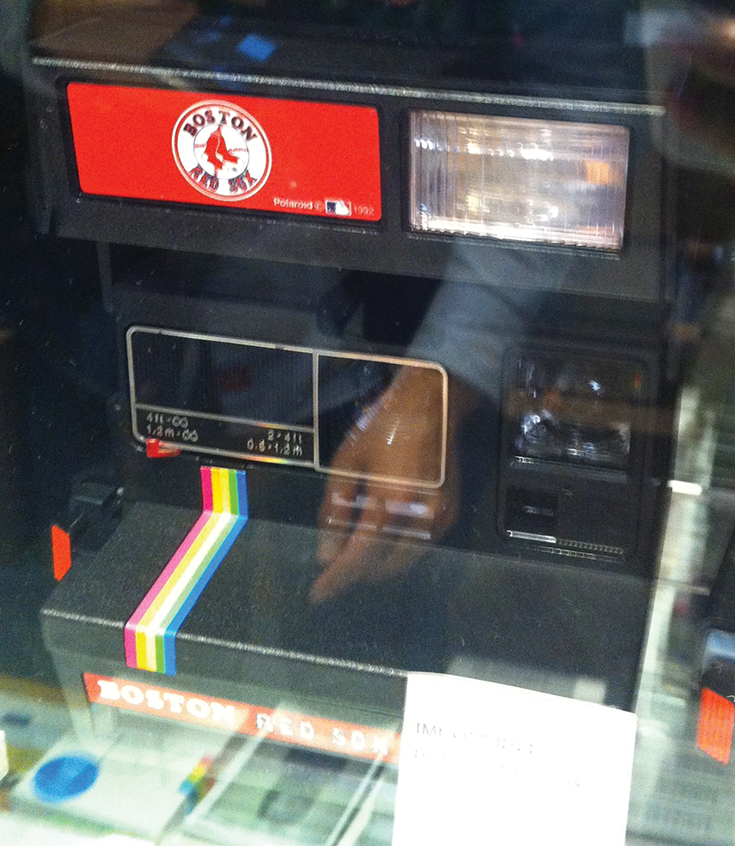 BOSTON
RED SOX
Polaroid © 1992
4ft-∞
1,2m-∞
2-4ft
0,6-1,2m
BOSTON RED SOX